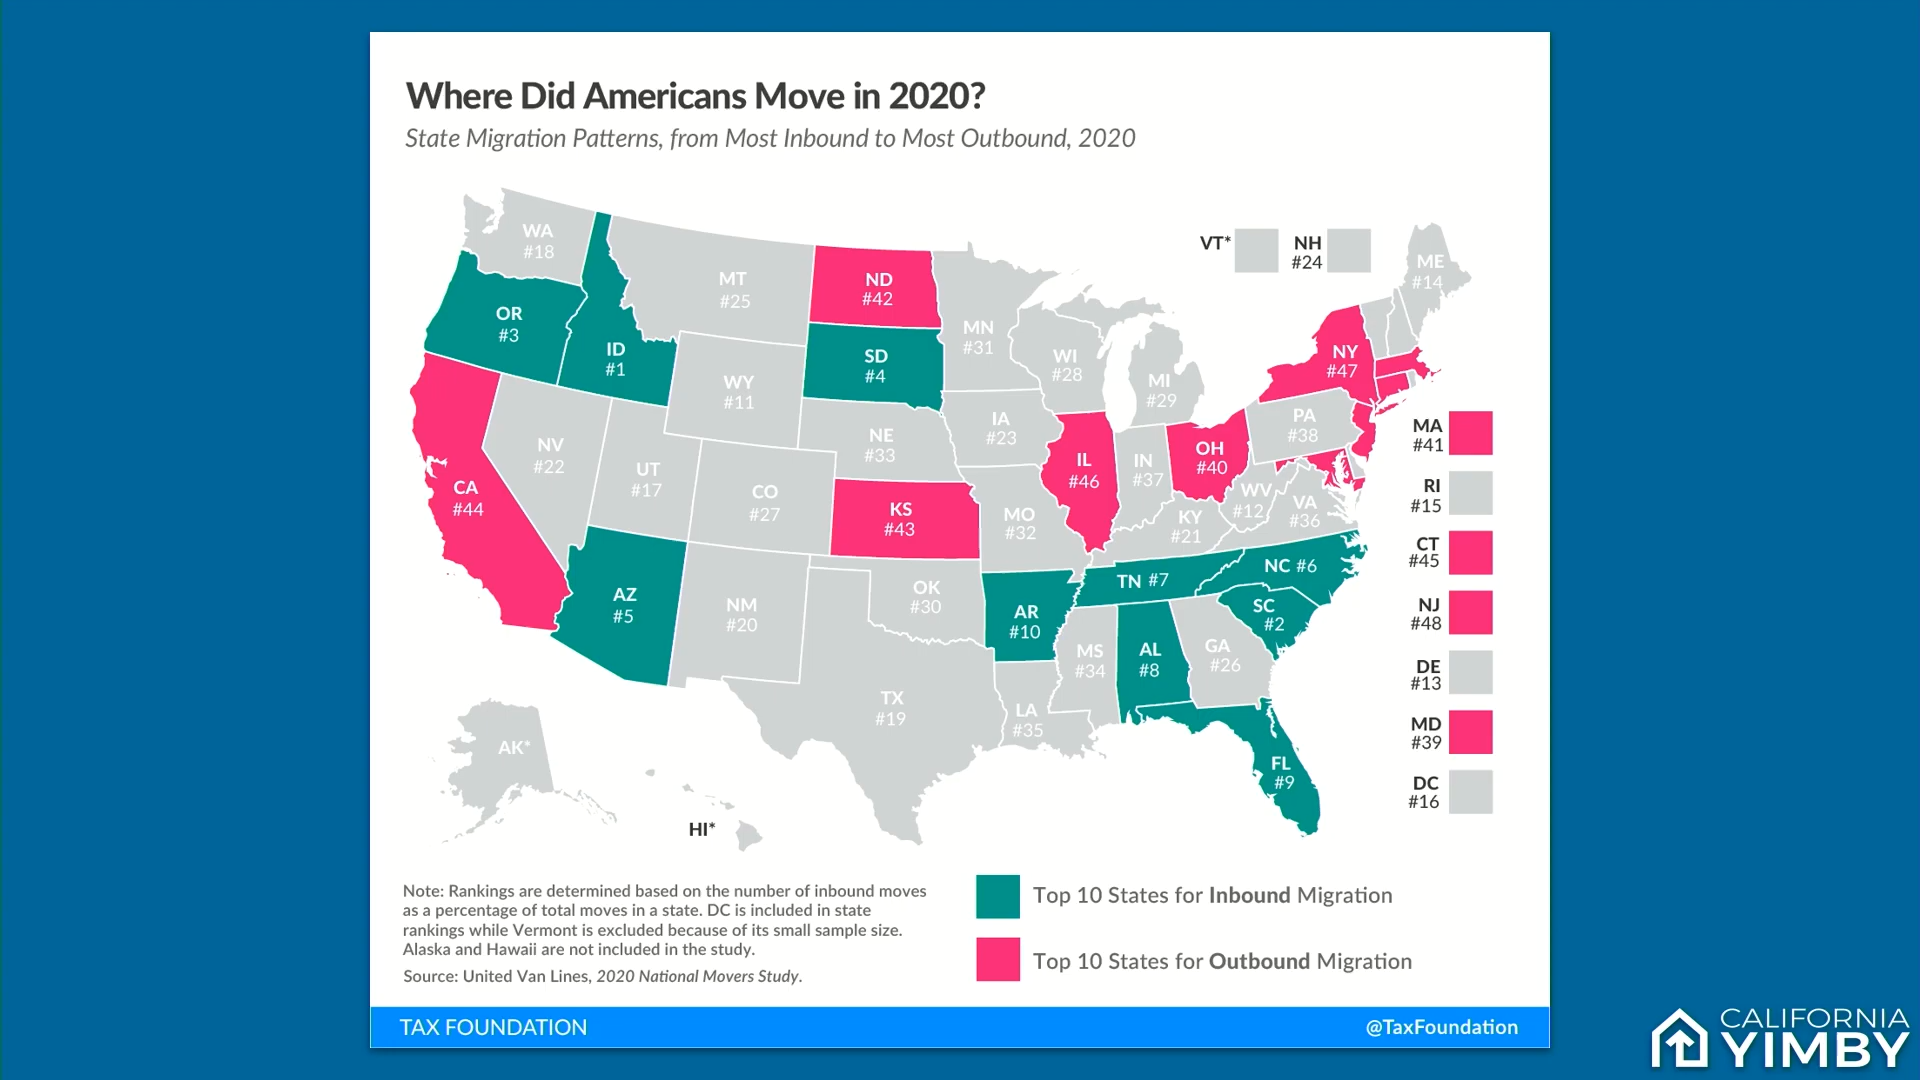 Where Did Americans Move in 2020?
State Migration Patterns, from Most Inbound to Most Outbound, 2020
WA
#18
OR
#3
ID
#1
MT
#25
ND
#42
SD
#4
WY
#11
MN
#31
WI
#28
MI
#29
VT*
NH
#24
ME
#14
NY
#47
CA
#44
NV
#22
UT
#17
CO
#27
NE
#33
KS
#43
IA
#23
MO
#32
IL
#46
IN
#37
OH
#40
PA
#38
WV
#12
VA
#36
KY
#21
MA
#41
RI
#15
CT
#45
NJ
#48
DE
#13
MD
#39
DC
#16
AZ
#5
NM
#20
OK
#30
TX
#19
AR
#10
LA
#35
MS
#34
AL
#8
TN #7
NC #6
SC
#2
GA
#26
FL
#9
AK*
HI*
Note: Rankings are determined based on the number of inbound moves
as a percentage of total moves in a state. DC is included in state
rankings while Vermont is excluded because of its small sample size.
Alaska and Hawaii are not included in the study.
Source: United Van Lines, 2020 National Movers Study.
Top 10 States for Inbound Migration
Top 10 States for Outbound Migration
TAX FOUNDATION
@TaxFoundation
CALIFORNIA
YIMBY